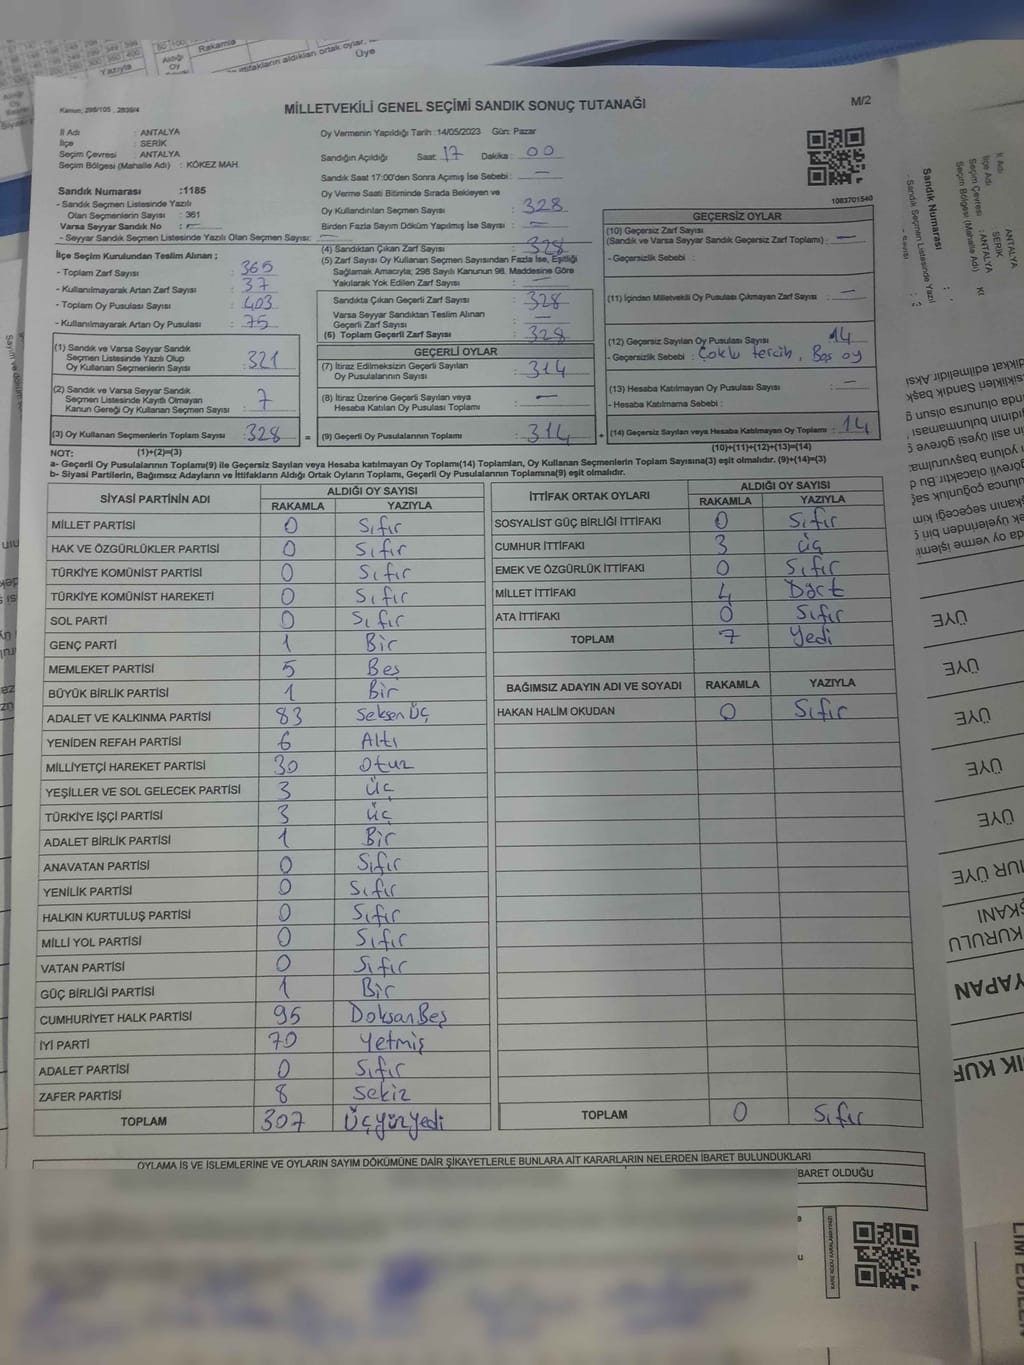 MİLLETVEKİLİ GENEL SEÇİMİ SANDIK SONUÇ TUTANAĞI
M/2
Kanun: 298/105 , 2839/4
İl Adı : ANTALYA
İlçe : SERİK
Seçim Çevresi : ANTALYA
Seçim Bölgesi (Mahalle Adı) : KÖKEZ MAH.
Sandık Numarası :1185
- Sandık Seçmen Listesinde Yazılı
Olan Seçmenlerin Sayısı : 361
Varsa Seyyar Sandık No : –
- Seyyar Sandık Seçmen Listesinde Yazılı Olan Seçmen Sayısı: –
İlçe Seçim Kurulundan Teslim Alınan ;
- Toplam Zarf Sayısı : 365
- Kullanılmayarak Artan Zarf Sayısı : 37
- Toplam Oy Pusulası Sayısı : 403
- Kullanılmayarak Artan Oy Pusulası : 75
(1) Sandık ve Varsa Seyyar Sandık
Seçmen Listesinde Yazılı Olup
Oy Kullanan Seçmenlerin Sayısı : 321
(2) Sandık ve Varsa Seyyar Sandık
Seçmen Listesinde Kayıtlı Olmayan
Kanun Gereği Oy Kullanan Seçmen Sayısı : 7
(3) Oy Kullanan Seçmenlerin Toplam Sayısı :328 =
Oy Vermenin Yapıldığı Tarih :14/05/2023 Gün: Pazar
Sandığın Açıldığı Saat: 17 Dakika : 00
Sandık Saat 17:00'den Sonra Açımış İse Sebebi : –
Oy Verme Saati Bitiminde Sırada Bekleyen ve
Oy Kullandırılan Seçmen Sayısı : 328
Birden Fazla Sayım Döküm Yapılmış İse Sayısı : –
(4) Sandıktan Çıkan Zarf Sayısı : 328
(5) Zarf Sayısı Oy Kullanan Seçmen Sayısından Fazla İse, Eşitliği
Sağlamak Amacıyla, 298 Sayılı Kanunun 98. Maddesine Göre
Yakılarak Yok Edilen Zarf Sayısı : –
Sandıkta Çıkan Geçerli Zarf Sayısı : 328
Varsa Seyyar Sandıktan Teslim Alınan
Geçerli Zarf Sayısı : –
(6) Toplam Geçerli Zarf Sayısı : 328
GEÇERLİ OYLAR
(7) İtiraz Edilmeksizin Geçerli Sayılan
Oy Pusulalarının Sayısı : 314
(8) İtiraz Üzerine Geçerli Sayılan veya
Hesaba Katılan Oy Pusulası Toplamı : –
(9) Geçerli Oy Pusulalarının Toplamı : 314 +
1083701540
GEÇERSİZ OYLAR
(10) Geçersiz Zarf Sayısı
(Sandık ve Varsa Seyyar Sandık Geçersiz Zarf Toplamı) : –
- Geçersizlik Sebebi :
(11) İçinden Milletvekili Oy Pusulası Çıkmayan Zarf Sayısı : –
(12) Geçersiz Sayılan Oy Pusulası Sayısı : 14
- Geçersizlik Sebebi : Çoklu tercih, Boş oy
(13) Hesaba Katılmayan Oy Pusulası Sayısı : –
- Hesaba Katılmama Sebebi :
(14) Geçersiz Sayılan veya Hesaba Katılmayan Oy Toplamı : 14
NOT: (1)+(2)=(3) (10)+(11)+(12)+(13)=(14)
a- Geçerli Oy Pusulasının Toplamı(9) ile Geçersiz Sayılan veya Hesaba katılmayan Oy Toplamı(14) Toplamları, Oy Kullanan Seçmenlerin Toplam Sayısına(3) eşit olmalıdır. (9)+(14)=(3)
b- Siyasi Partilerin, Bağımsız Adayların ve İttifakların Aldığı Ortak Oyların Toplamı, Geçerli Oy Pusulalarının Toplamına(9) eşit olmalıdır.
SİYASİ PARTİNİN ADI ALDIĞI OY SAYISI
RAKAMLA YAZIYLA
MİLLET PARTİSİ 0 Sıfır
HAK VE ÖZGÜRLÜKLER PARTİSİ 0 Sıfır
TÜRKİYE KOMÜNİST PARTİSİ 0 Sıfır
TÜRKİYE KOMÜNİST HAREKETİ 0 Sıfır
SOL PARTİ 0 Sıfır
GENÇ PARTİ 1 Bir
MEMLEKET PARTİSİ 5 Beş
BÜYÜK BİRLİK PARTİSİ 1 Bir
ADALET VE KALKINMA PARTİSİ 83 Seksen Üç
YENİDEN REFAH PARTİSİ 6 Altı
MİLLİYETÇİ HAREKET PARTİSİ 30 Otuz
YEŞİLLER VE SOL GELECEK PARTİSİ 3 Üç
TÜRKİYE İŞÇİ PARTİSİ 3 Üç
ADALET BİRLİK PARTİSİ 1 Bir
ANAVATAN PARTİSİ 0 Sıfır
YENİLİK PARTİSİ 0 Sıfır
HALKIN KURTULUŞ PARTİSİ 0 Sıfır
MİLLİ YOL PARTİSİ 0 Sıfır
VATAN PARTİSİ 0 Sıfır
GÜÇ BİRLİĞİ PARTİSİ 1 Bir
CUMHURİYET HALK PARTİSİ 95 Doksan Beş
İYİ PARTİ 70 Yetmiş
ADALET PARTİSİ 0 Sıfır
ZAFER PARTİSİ 8 Sekiz
TOPLAM 307 Üçyüzyedi
İTTİFAK ORTAK OYLARI ALDIĞI OY SAYISI
RAKAMLA YAZIYLA
SOSYALİST GÜÇ BİRLİĞİ İTTİFAKI 0 Sıfır
CUMHUR İTTİFAKI 3 Üç
EMEK VE ÖZGÜRLÜK İTTİFAKI 0 Sıfır
MİLLET İTTİFAKI 4 Dört
ATA İTTİFAKI 0 Sıfır
TOPLAM 7 Yedi
BAĞIMSIZ ADAYIN ADI VE SOYADI RAKAMLA YAZIYLA
HAKAN HALİM OKUDAN 0 Sıfır
TOPLAM 0 Sıfır
OYLAMA İŞ VE İŞLEMLERİNE VE OYLARIN SAYIM DÖKÜMÜNE DAİR ŞİKAYETLERLE BUNLARA AİT KARARLARIN NELERDEN İBARET BULUNDUKLARI
BARET OLDUĞU